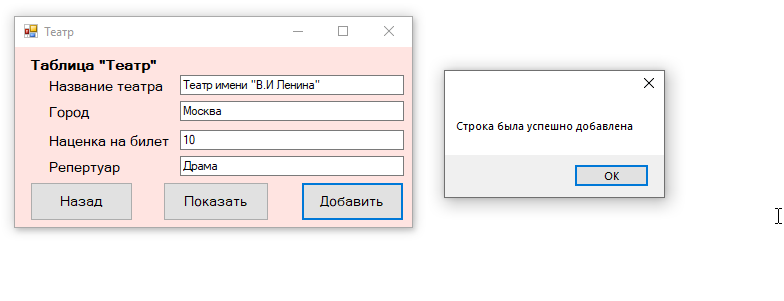 Театр
Таблица "Театр"
Название театра
Театр имени "В.И Ленина"
Город
Москва
Наценка на билет
10
Репертуар
Драма
Назад
Показать
Добавить
Строка была успешно добавлена
ОК